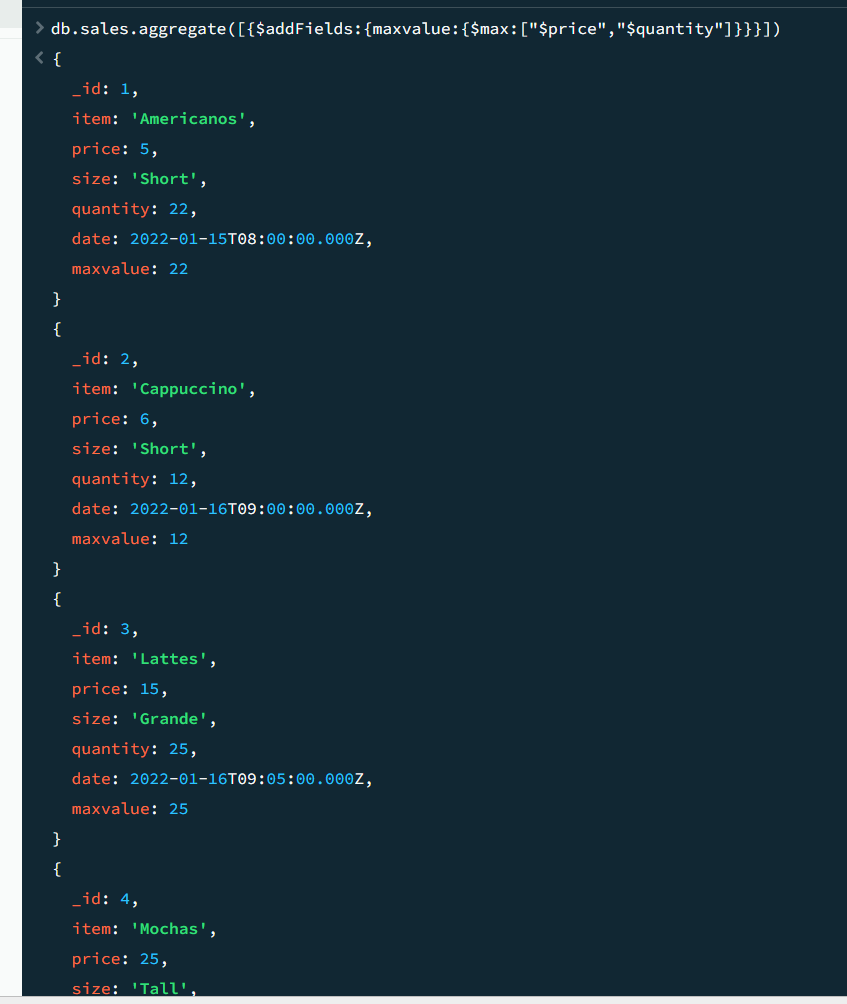 > db.sales.aggregate([{$addFields:{maxvalue:{$max:["$price","$quantity"]}}}])
< {
_id: 1,
item: 'Americanos',
price: 5,
size: 'Short',
quantity: 22,
date: 2022-01-15T08:00:00.000Z,
maxvalue: 22
}
{
_id: 2,
item: 'Cappuccino',
price: 6,
size: 'Short',
quantity: 12,
date: 2022-01-16T09:00:00.000Z,
maxvalue: 12
}
{
_id: 3,
item: 'Lattes',
price: 15,
size: 'Grande',
quantity: 25,
date: 2022-01-16T09:05:00.000Z,
maxvalue: 25
}
{
_id: 4,
item: 'Mochas',
price: 25,
size: 'Tall',